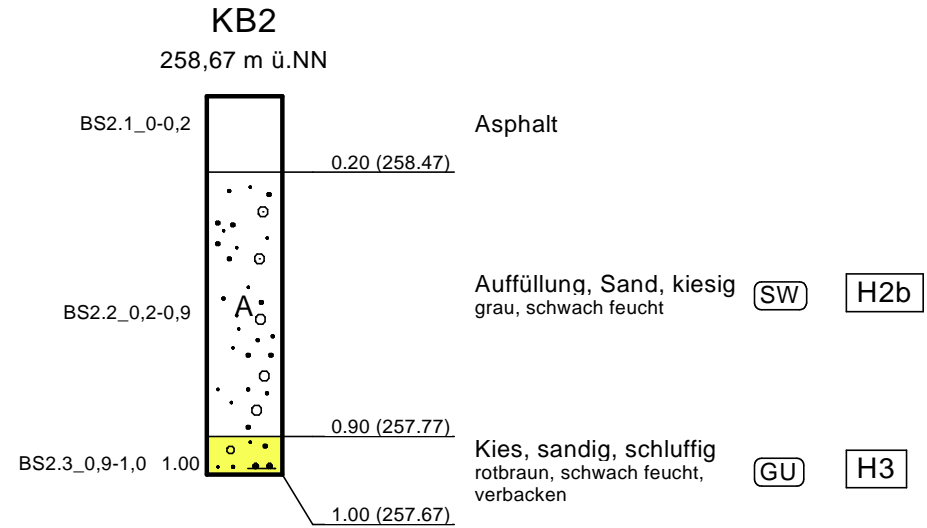 KB2
258,67 m ü.NN
BS2.1_0-0,2
Asphalt
0.20 (258.47)
Auffüllung, Sand, kiesig
grau, schwach feucht
SW
H2b
A
BS2.2_0,2-0,9
0.90 (257.77)
Kies, sandig, schluffig
rotbraun, schwach feucht,
verbacken
GU
H3
BS2.3_0,9-1,0 1.00
1.00 (257.67)